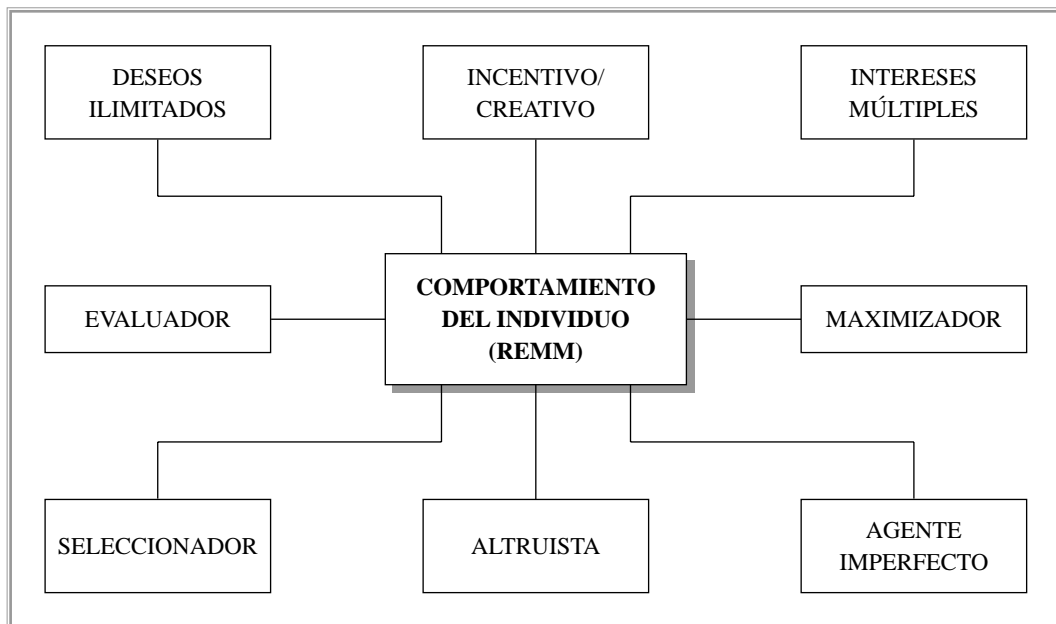 DESEOS
ILIMITADOS
INCENTIVO/
CREATIVO
INTERESES
MÚLTIPLES
EVALUADOR
COMPORTAMIENTO
DEL INDIVIDUO
(REMM)
MAXIMIZADOR
SELECCIONADOR
ALTRUISTA
AGENTE
IMPERFECTO